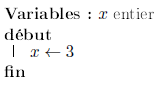 Variables : x entier
début
x ← 3
fin